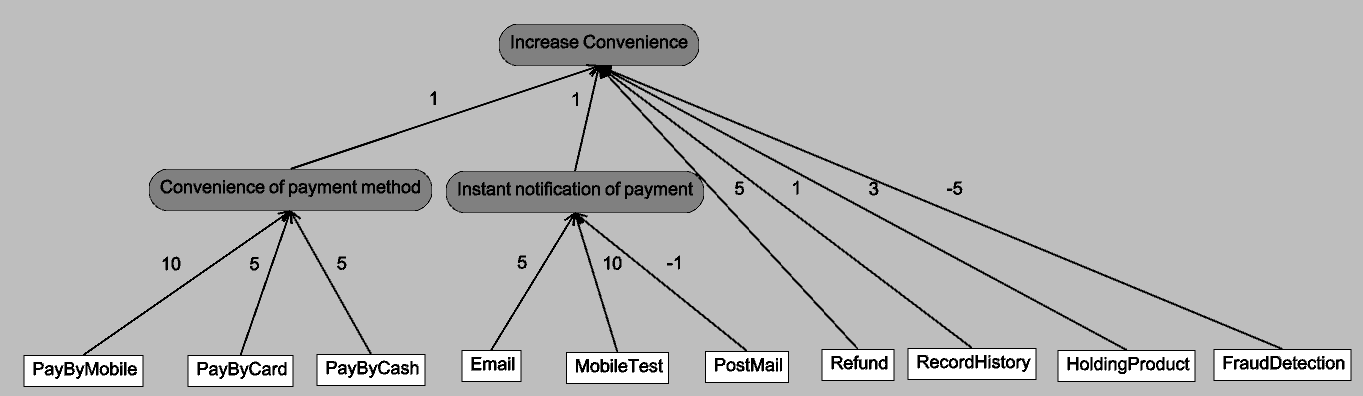 Increase Convenience
1
1
Convenience of payment method
Instant notification of payment
5
1
3
-5
10
5
5
5
10
-1
PayByMobile
PayByCard
PayByCash
Email
MobileTest
PostMail
Refund
RecordHistory
HoldingProduct
FraudDetection